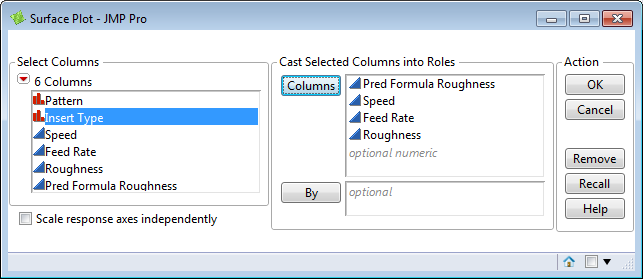 Surface Plot - JMP Pro
Select Columns
6 Columns
Pattern
Insert Type
Speed
Feed Rate
Roughness
Pred Formula Roughness
Scale response axes independently
Cast Selected Columns into Roles
Columns
Pred Formula Roughness
Speed
Feed Rate
Roughness
optional numeric
By
optional
Action
OK
Cancel
Remove
Recall
Help